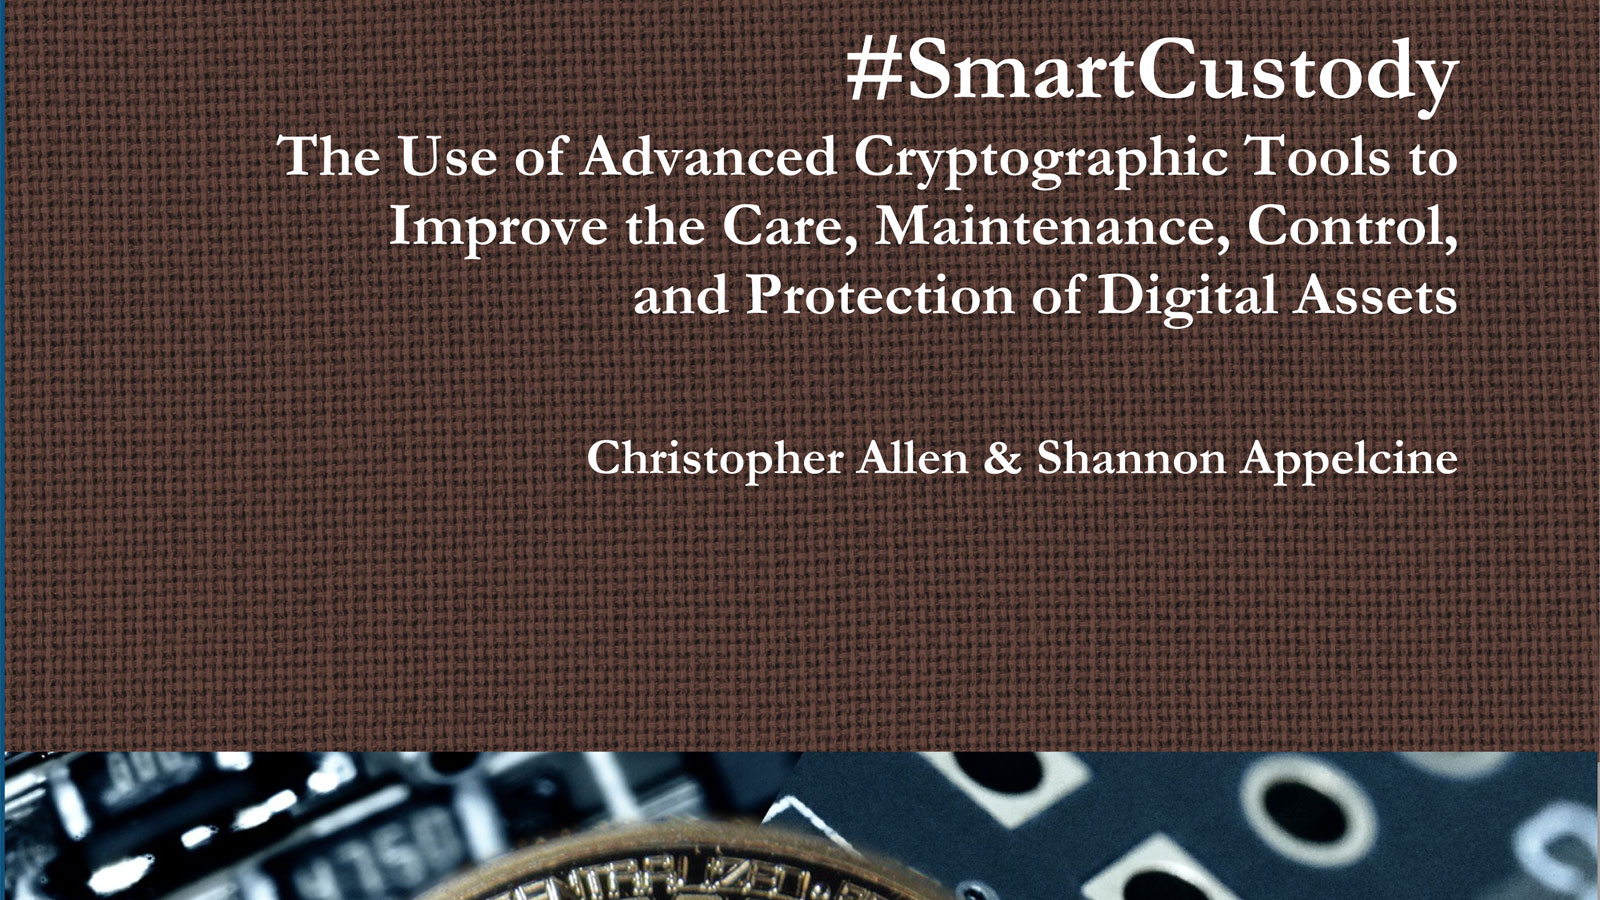 #SmartCustody
The Use of Advanced Cryptographic Tools to
Improve the Care, Maintenance, Control,
and Protection of Digital Assets
Christopher Allen & Shannon Appelcine
4750